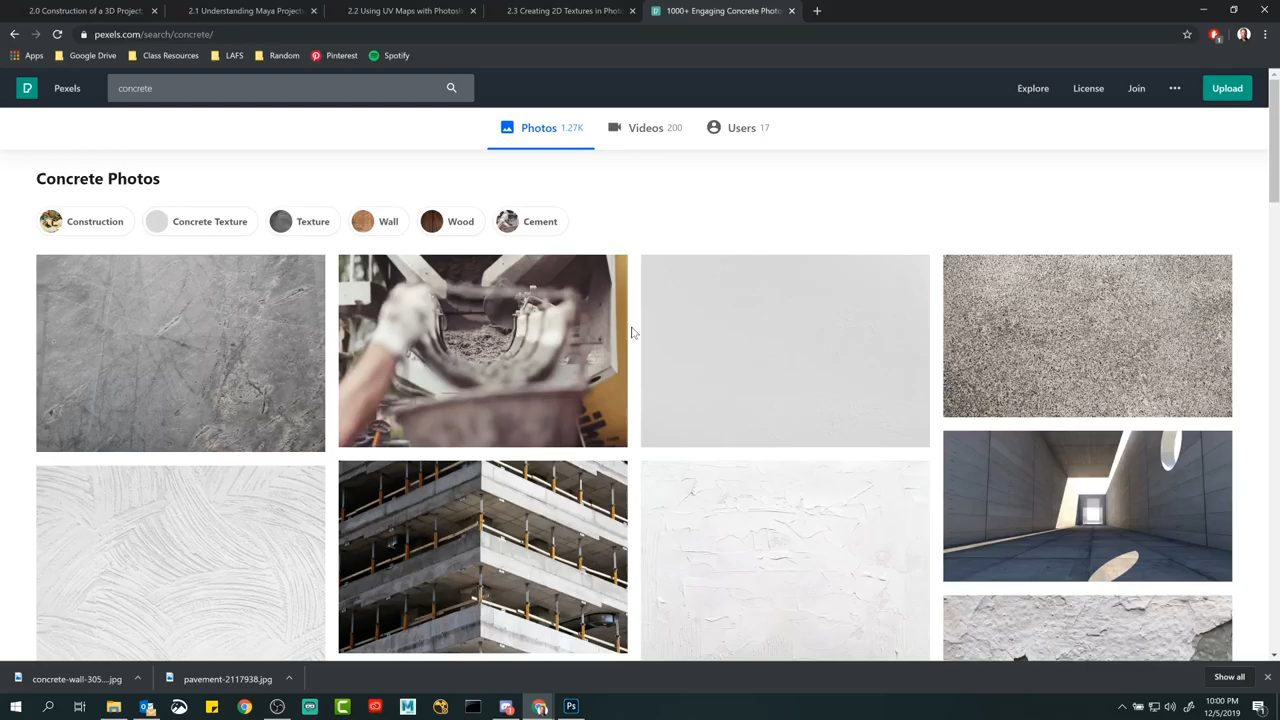 2.0 Construction of a 3D Project:
2.1 Understanding Maya Projects
2.2 Using UV Maps with Photosh
2.3 Creating 2D Textures in Photo
1000+ Engaging Concrete Photo
pexels.com/search/concrete/
Apps
Google Drive
Class Resources
LAFS
Random
Pinterest
Spotify
Pexels
concrete
Explore
License
Join
Upload
Photos 1.27K
Videos 200
Users 17
Concrete Photos
Construction
Concrete Texture
Texture
Wall
Wood
Cement
concrete-wall-305....jpg
pavement-2117938.jpg
Show all
10:00 PM
12/5/2019